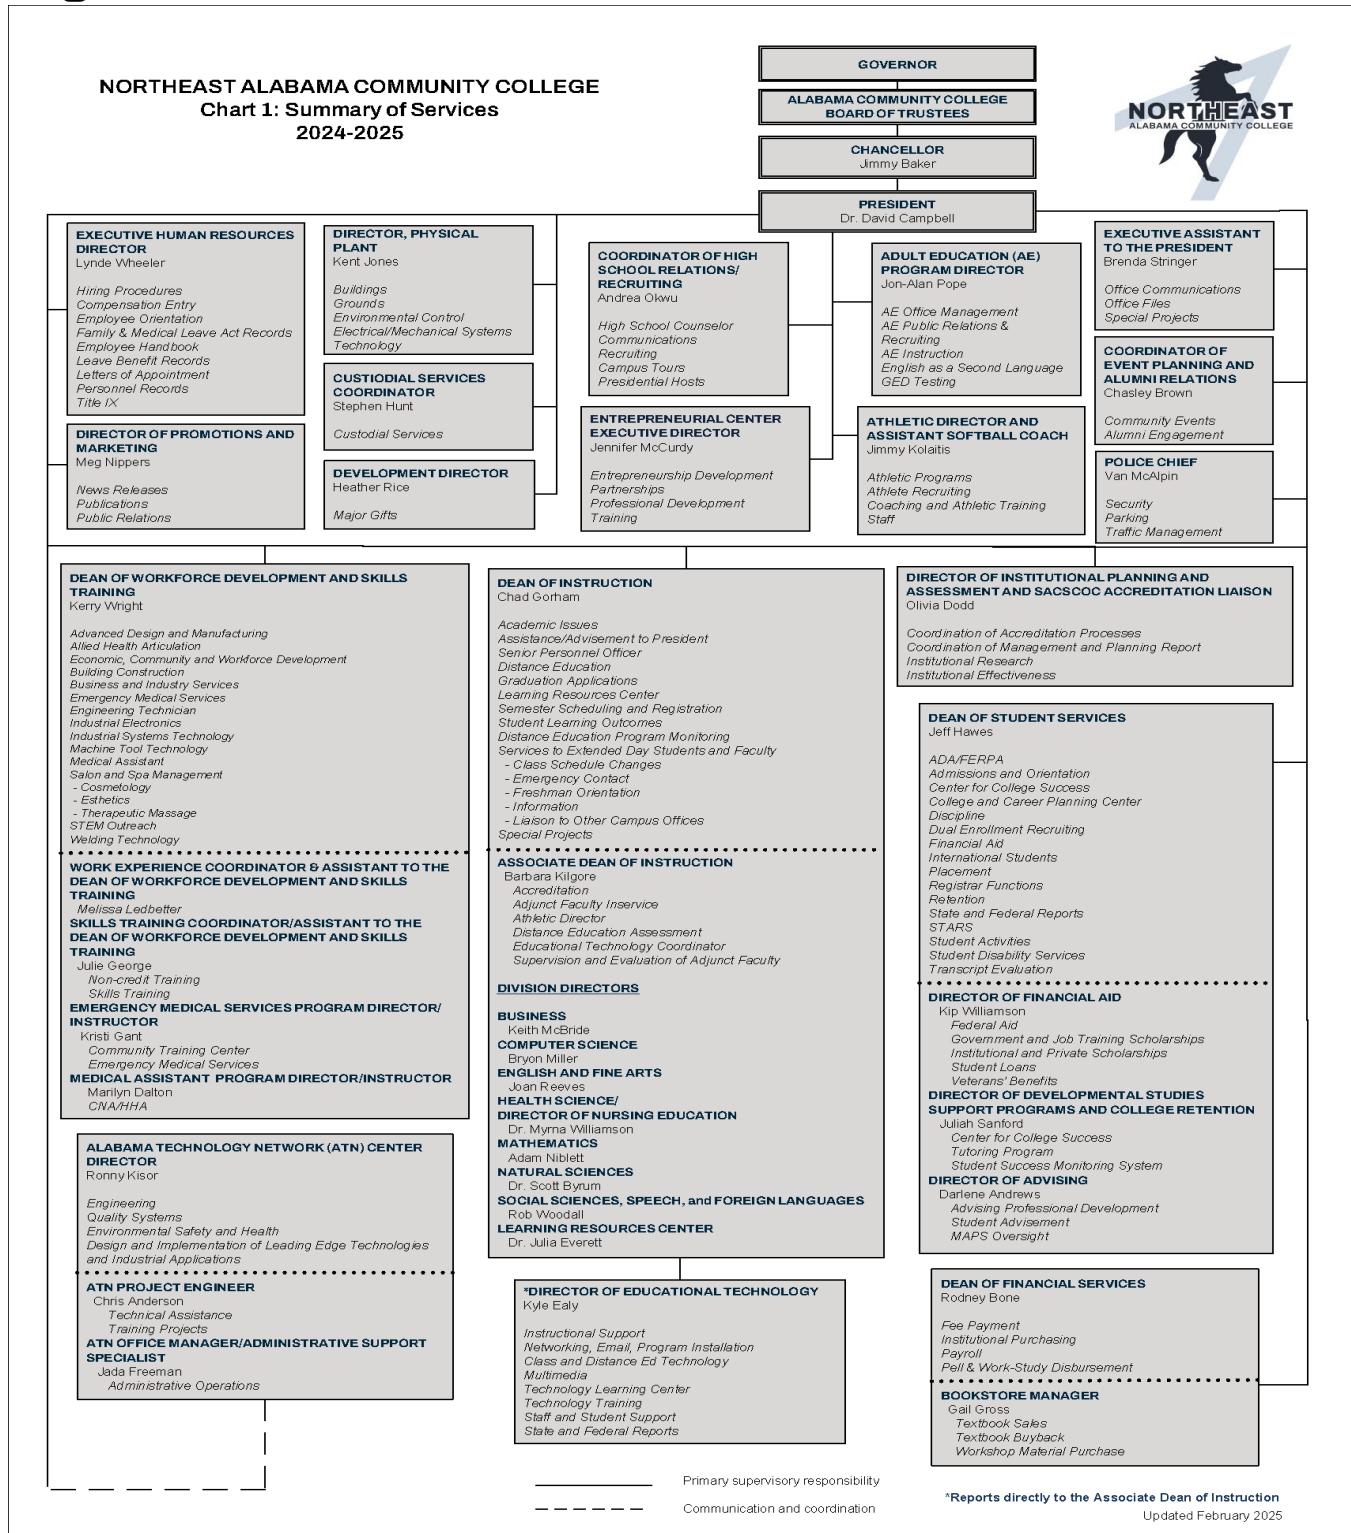 NORTHEAST ALABAMA COMMUNITY COLLEGE
Chart 1: Summary of Services
2024-2025
GOVERNOR
ALABAMA COMMUNITY COLLEGE
BOARD OF TRUSTEES
CHANCELLOR
Jimmy Baker
PRESIDENT
Dr. David Campbell
NORTHEAST
ALABAMA COMMUNITY COLLEGE
EXECUTIVE HUMAN RESOURCES
DIRECTOR
Lynde Wheeler
Hiring Procedures
Compensation Entry
Employee Orientation
Family & Medical Leave Act Records
Employee Handbook
Leave Benefit Records
Letters of Appointment
Personnel Records
Title IX
DIRECTOR OF PROMOTIONS AND
MARKETING
Meg Nippers
News Releases
Publications
Public Relations
DIRECTOR, PHYSICAL
PLANT
Kent Jones
Buildings
Grounds
Environmental Control
Electrical/Mechanical Systems
Technology
CUSTODIAL SERVICES
COORDINATOR
Stephen Hunt
Custodial Services
DEVELOPMENT DIRECTOR
Heather Rice
Major Gifts
COORDINATOR OF HIGH
SCHOOL RELATIONS/
RECRUITING
Andrea Okwu
High School Counselor
Communications
Recruiting
Campus Tours
Presidential Hosts
ENTREPRENEURIAL CENTER
EXECUTIVE DIRECTOR
Jennifer McCurdy
Entrepreneurship Development
Partnerships
Professional Development
Training
ADULT EDUCATION (AE)
PROGRAM DIRECTOR
Jon-Alan Pope
AE Office Management
AE Public Relations &
Recruiting
AE Instruction
English as a Second Language
GED Testing
ATHLETIC DIRECTOR AND
ASSISTANT SOFTBALL COACH
Jimmy Kolaitis
Athletic Programs
Athlete Recruiting
Coaching and Athletic Training
Staff
EXECUTIVE ASSISTANT
TO THE PRESIDENT
Brenda Stringer
Office Communications
Office Files
Special Projects
COORDINATOR OF
EVENT PLANNING AND
ALUMNI RELATIONS
Chasley Brown
Community Events
Alumni Engagement
POLICE CHIEF
Van McAlpin
Security
Parking
Traffic Management
DEAN OF WORKFORCE DEVELOPMENT AND SKILLS
TRAINING
Kerry Wright
Advanced Design and Manufacturing
Allied Health Articulation
Economic, Community and Workforce Development
Building Construction
Business and Industry Services
Emergency Medical Services
Engineering Technician
Industrial Electronics
Industrial Systems Technology
Machine Tool Technology
Medical Assistant
Salon and Spa Management
- Cosmetology
- Esthetics
- Therapeutic Massage
STEM Outreach
Welding Technology
WORK EXPERIENCE COORDINATOR & ASSISTANT TO THE
DEAN OF WORKFORCE DEVELOPMENT AND SKILLS
TRAINING
Melissa Ledbetter
SKILLS TRAINING COORDINATOR/ASSISTANT TO THE
DEAN OF WORKFORCE DEVELOPMENT AND SKILLS
TRAINING
Julie George
Non-credit Training
Skills Training
EMERGENCY MEDICAL SERVICES PROGRAM DIRECTOR/
INSTRUCTOR
Kristi Gant
Community Training Center
Emergency Medical Services
MEDICAL ASSISTANT PROGRAM DIRECTOR/INSTRUCTOR
Marilyn Dalton
CNA/HHA
ALABAMA TECHNOLOGY NETWORK (ATN) CENTER
DIRECTOR
Ronny Kisor
Engineering
Quality Systems
Environmental Safety and Health
Design and Implementation of Leading Edge Technologies
and Industrial Applications
ATN PROJECT ENGINEER
Chris Anderson
Technical Assistance
Training Projects
ATN OFFICE MANAGER/ADMINISTRATIVE SUPPORT
SPECIALIST
Jada Freeman
Administrative Operations
DEAN OF INSTRUCTION
Chad Gorham
Academic Issues
Assistance/Advisement to President
Senior Personnel Officer
Distance Education
Graduation Applications
Learning Resources Center
Semester Scheduling and Registration
Student Learning Outcomes
Distance Education Program Monitoring
Services to Extended Day Students and Faculty
- Class Schedule Changes
- Emergency Contact
- Freshman Orientation
- Information
- Liaison to Other Campus Offices
Special Projects
ASSOCIATE DEAN OF INSTRUCTION
Barbara Kilgore
Accreditation
Adjunct Faculty Inservice
Athletic Director
Distance Education Assessment
Educational Technology Coordinator
Supervision and Evaluation of Adjunct Faculty
DIVISION DIRECTORS
BUSINESS
Keith McBride
COMPUTER SCIENCE
Bryon Miller
ENGLISH AND FINE ARTS
Joan Reeves
HEALTH SCIENCE/
DIRECTOR OF NURSING EDUCATION
Dr. Myrna Williamson
MATHEMATICS
Adam Niblett
NATURAL SCIENCES
Dr. Scott Byrum
SOCIAL SCIENCES, SPEECH, and FOREIGN LANGUAGES
Rob Woodall
LEARNING RESOURCES CENTER
Dr. Julia Everett
*DIRECTOR OF EDUCATIONAL TECHNOLOGY
Kyle Ealy
Instructional Support
Networking, Email, Program Installation
Class and Distance Ed Technology
Multimedia
Technology Learning Center
Technology Training
Staff and Student Support
State and Federal Reports
DIRECTOR OF INSTITUTIONAL PLANNING AND
ASSESSMENT AND SACSCOC ACCREDITATION LIAISON
Olivia Dodd
Coordination of Accreditation Processes
Coordination of Management and Planning Report
Institutional Research
Institutional Effectiveness
DEAN OF STUDENT SERVICES
Jeff Hawes
ADA/FERPA
Admissions and Orientation
Center for College Success
College and Career Planning Center
Discipline
Dual Enrollment Recruiting
Financial Aid
International Students
Placement
Registrar Functions
Retention
State and Federal Reports
STARS
Student Activities
Student Disability Services
Transcript Evaluation
DIRECTOR OF FINANCIAL AID
Kip Williamson
Federal Aid
Government and Job Training Scholarships
Institutional and Private Scholarships
Student Loans
Veterans' Benefits
DIRECTOR OF DEVELOPMENTAL STUDIES
SUPPORT PROGRAMS AND COLLEGE RETENTION
Juliah Sanford
Center for College Success
Tutoring Program
Student Success Monitoring System
DIRECTOR OF ADVISING
Darlene Andrews
Advising Professional Development
Student Advisement
MAPS Oversight
DEAN OF FINANCIAL SERVICES
Rodney Bone
Fee Payment
Institutional Purchasing
Payroll
Pell & Work-Study Disbursement
BOOKSTORE MANAGER
Gail Gross
Textbook Sales
Textbook Buyback
Workshop Material Purchase
Primary supervisory responsibility
Communication and coordination
*Reports directly to the Associate Dean of Instruction
Updated February 2025